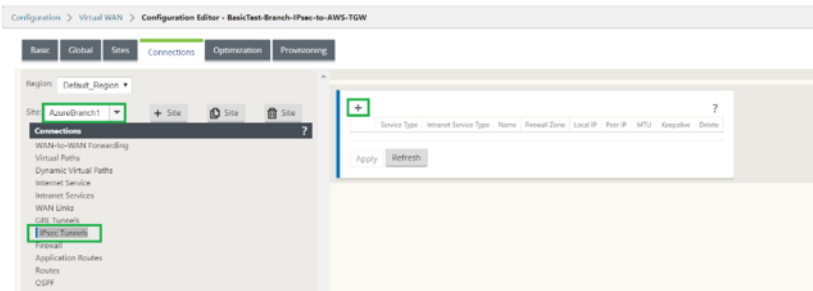 Configuration > Virtual WAN > Configuration Editor - BasicTest-Branch-IPsec-to-AWS-TGW
Basic Global Sites Connections Optimization Provisioning
Region: Default_Region
Site: AzureBranch1 + Site Site Site
Connections ?
WAN-to-WAN Forwarding
Virtual Paths
Dynamic Virtual Paths
Internet Service
Intranet Services
WAN Links
GRE Tunnels
IPsec Tunnels
Firewall
Application Routes
Routes
OSPF
+ ?
Service Type Intranet Service Type Name Firewall Zone Local IP Peer IP MTU Keepalive Delete
Apply Refresh